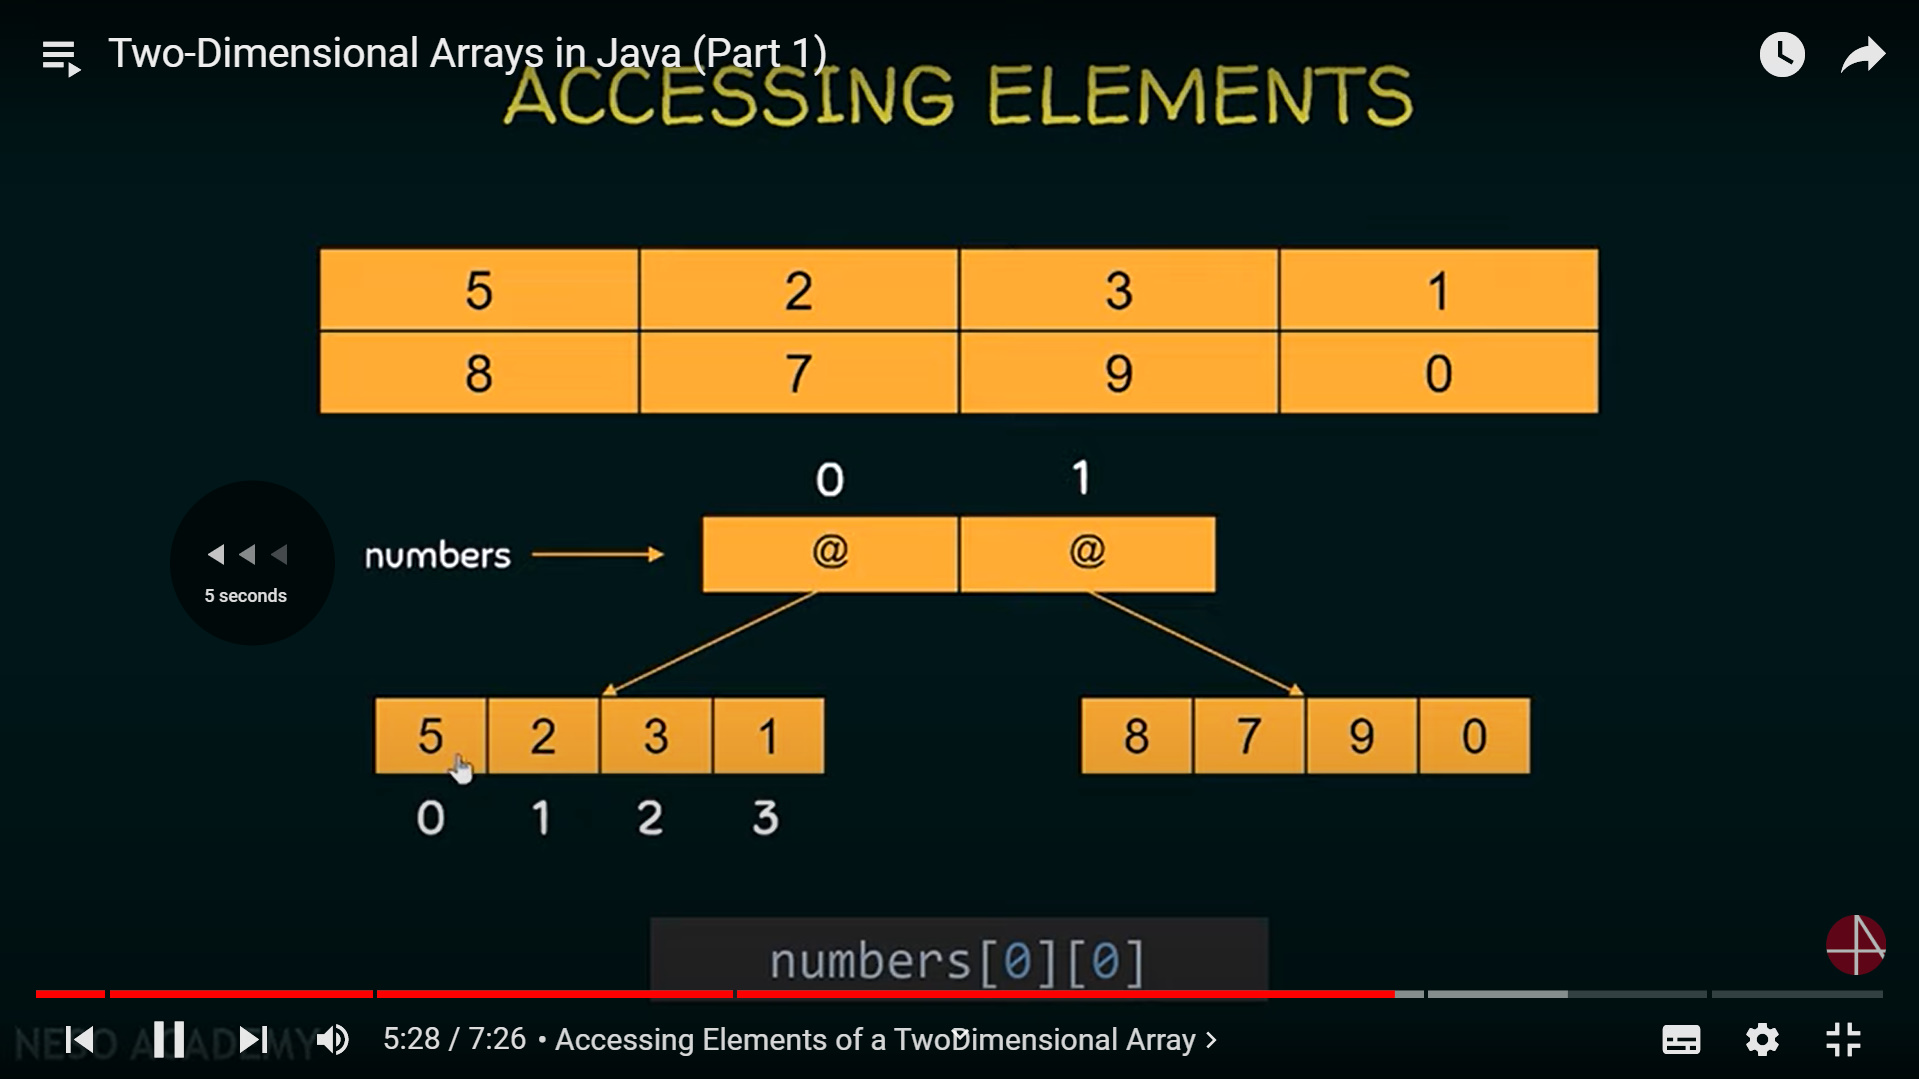 Two-Dimensional Arrays in Java (Part 1)
ACCESSING ELEMENTS
5 2 3 1
8 7 9 0
0 1
numbers @ @
5 seconds
5 2 3 1 8 7 9 0
0 1 2 3
numbers[0][0]
NESO ACADEMY
5:28 / 7:26 • Accessing Elements of a TwoDimensional Array >